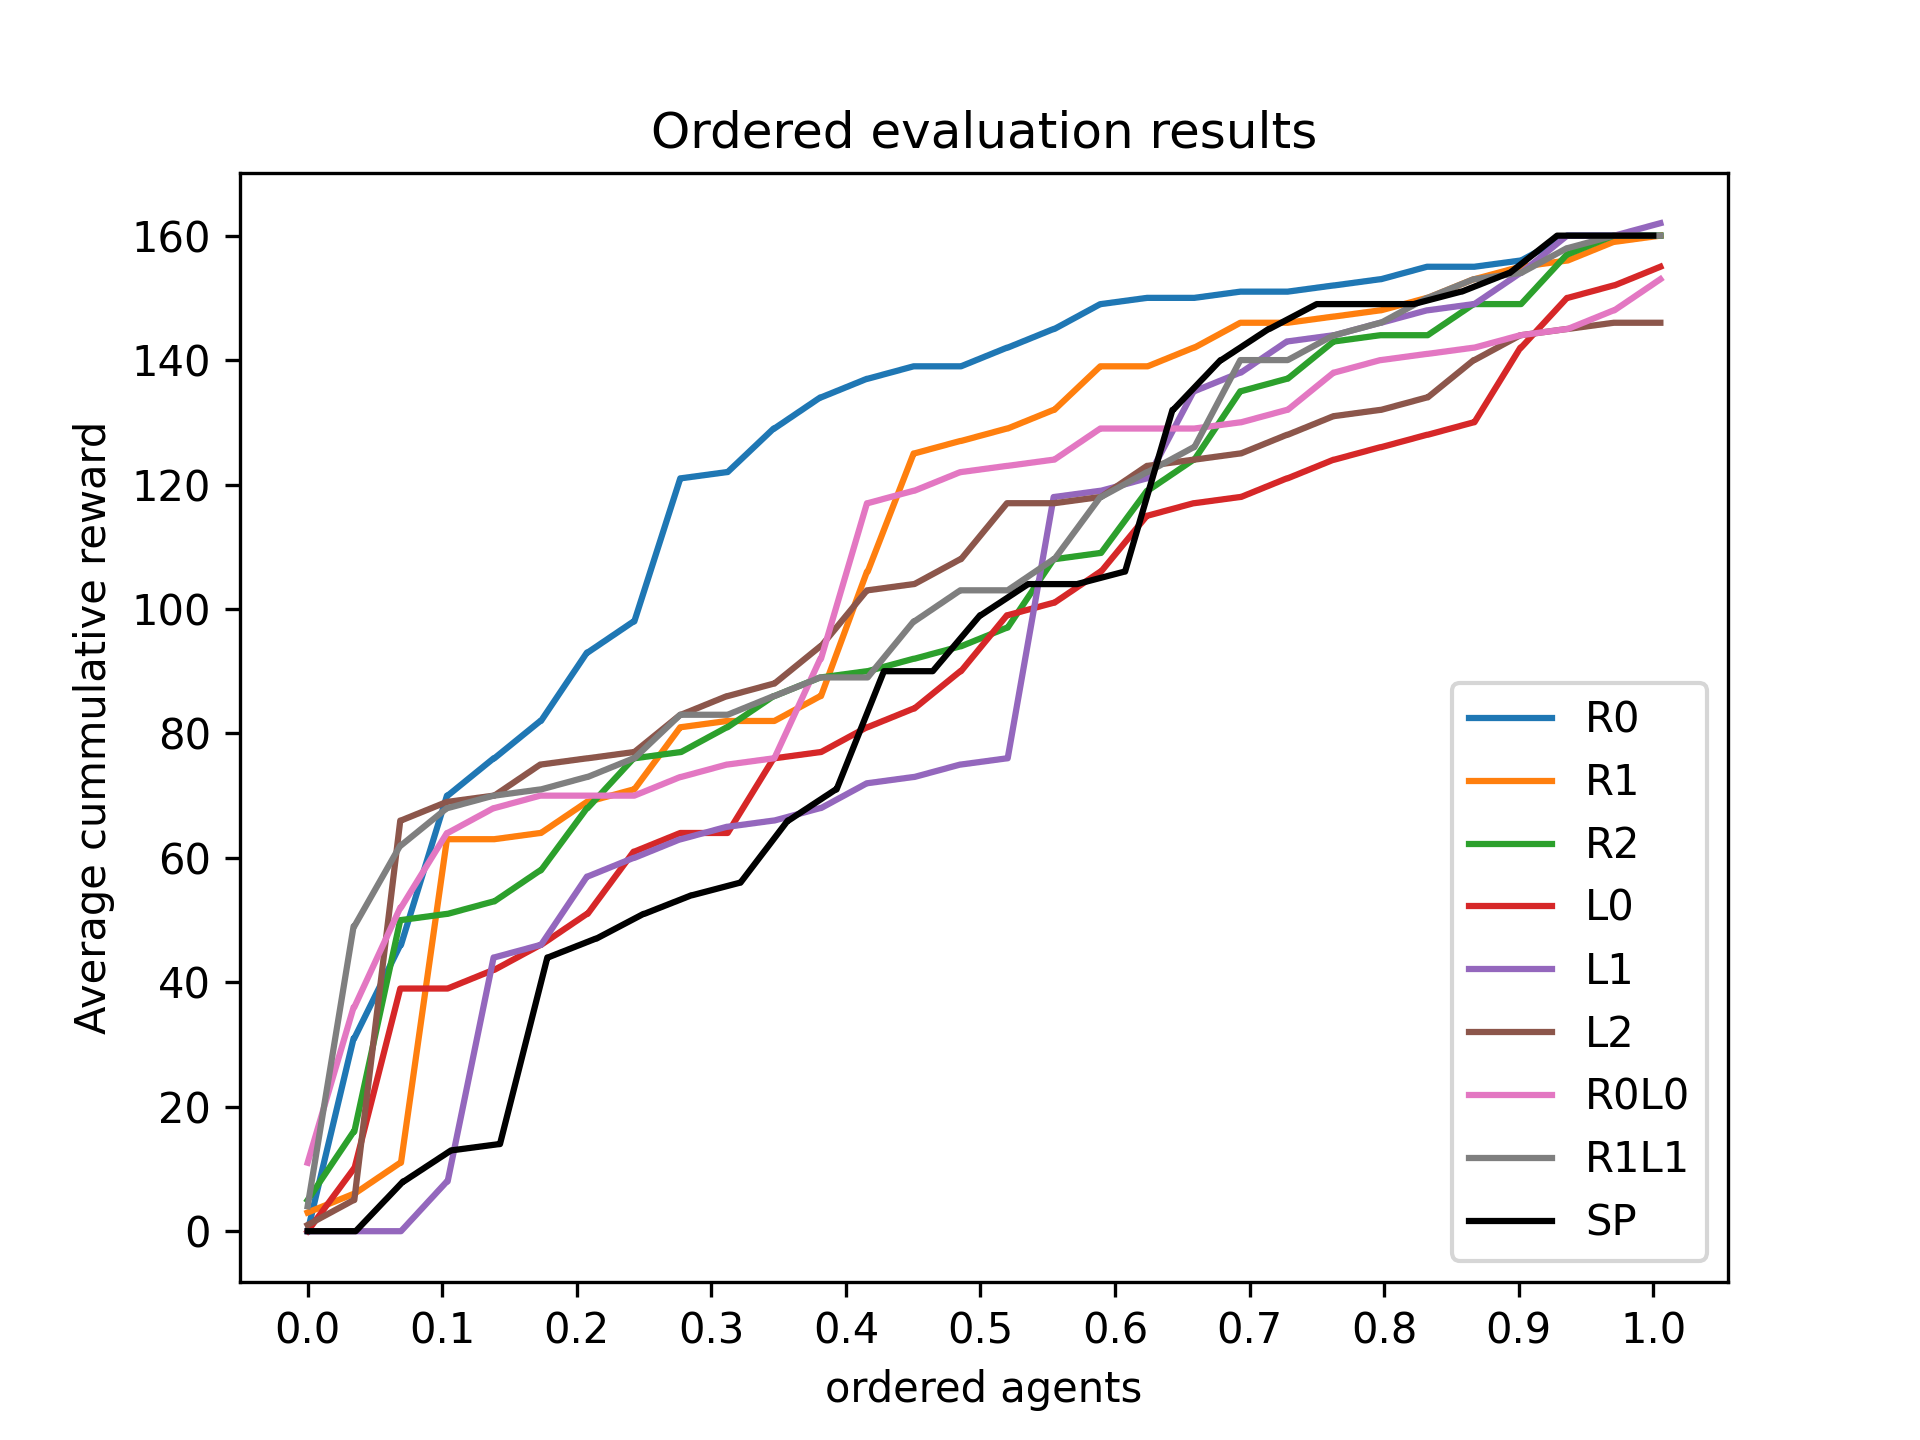 Ordered evaluation results
Average cummulative reward
160
140
120
100
80
60
40
20
0
R0
R1
R2
L0
L1
L2
R0L0
R1L1
SP
0.0 0.1 0.2 0.3 0.4 0.5 0.6 0.7 0.8 0.9 1.0
ordered agents